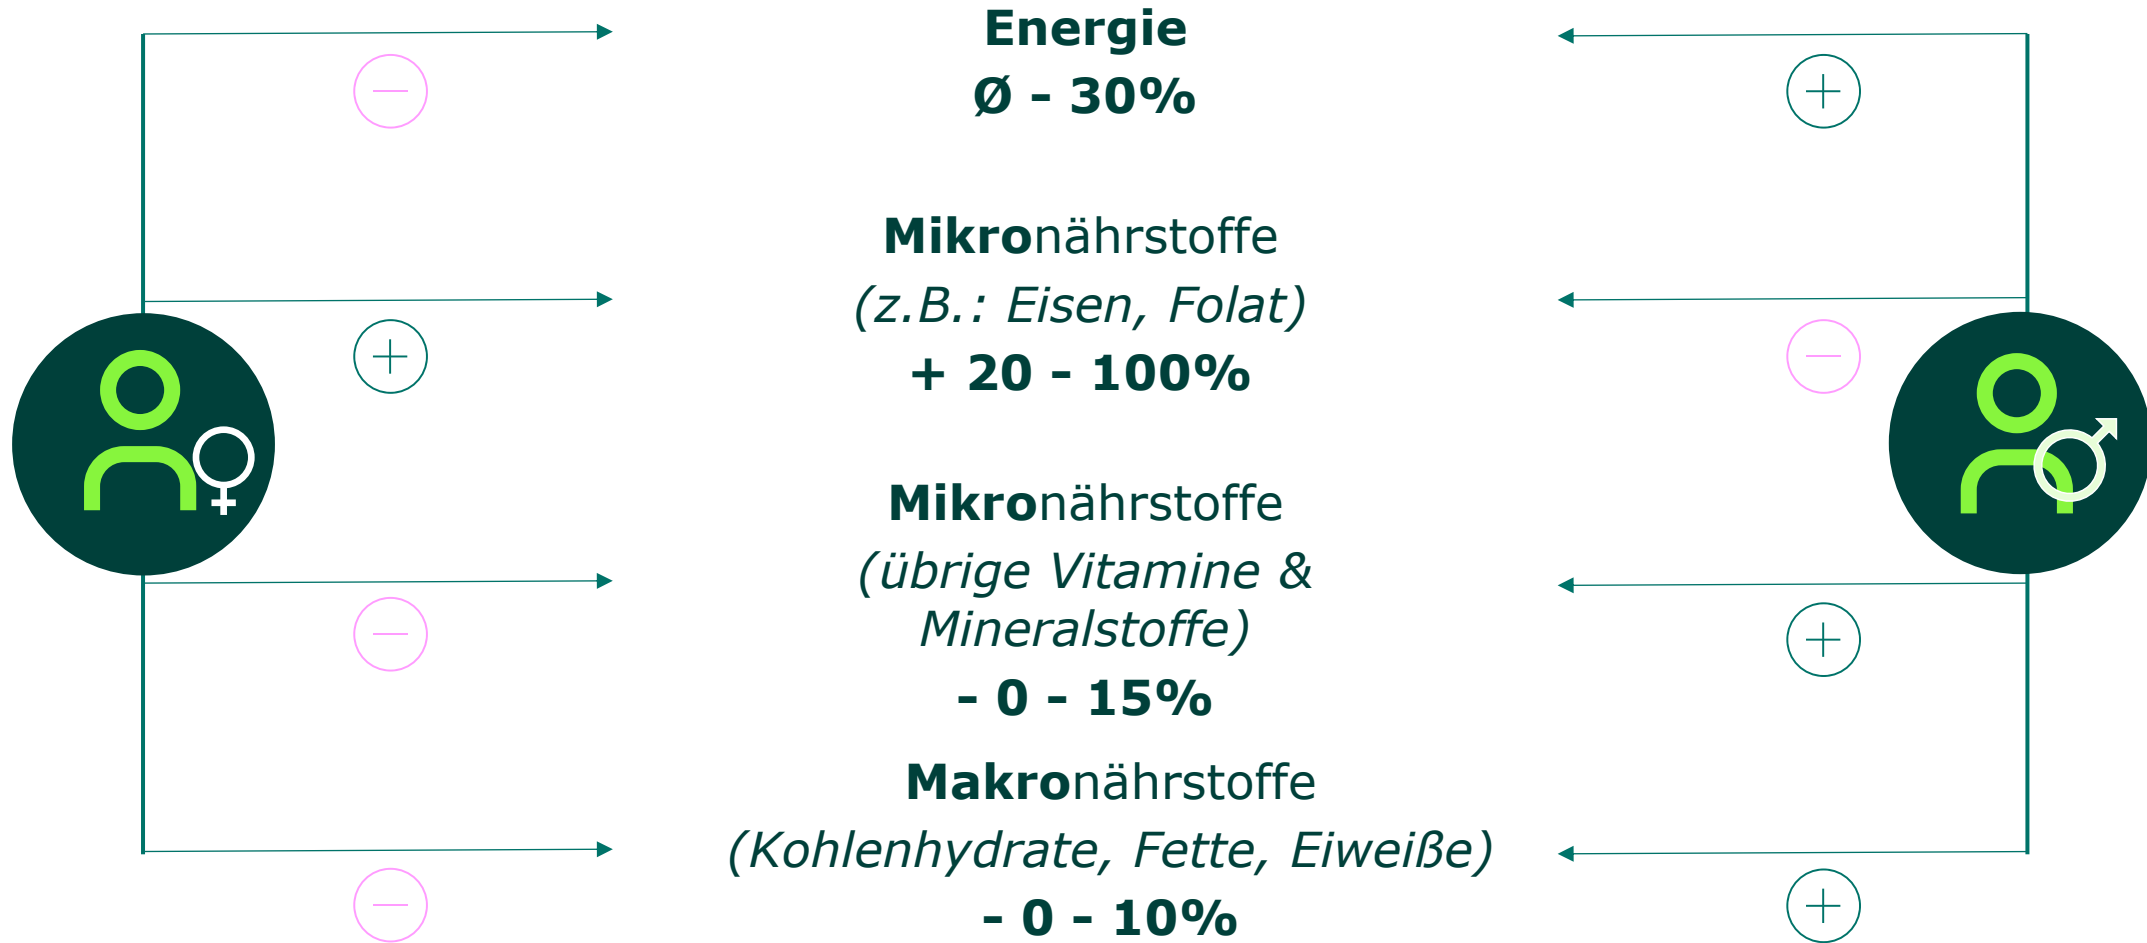 Energie
Ø - 30%
Mikronährstoffe
(z.B.: Eisen, Folat)
+ 20 - 100%
Mikronährstoffe
(übrige Vitamine &
Mineralstoffe)
- 0 - 15%
Makronährstoffe
(Kohlenhydrate, Fette, Eiweiße)
- 0 - 10%